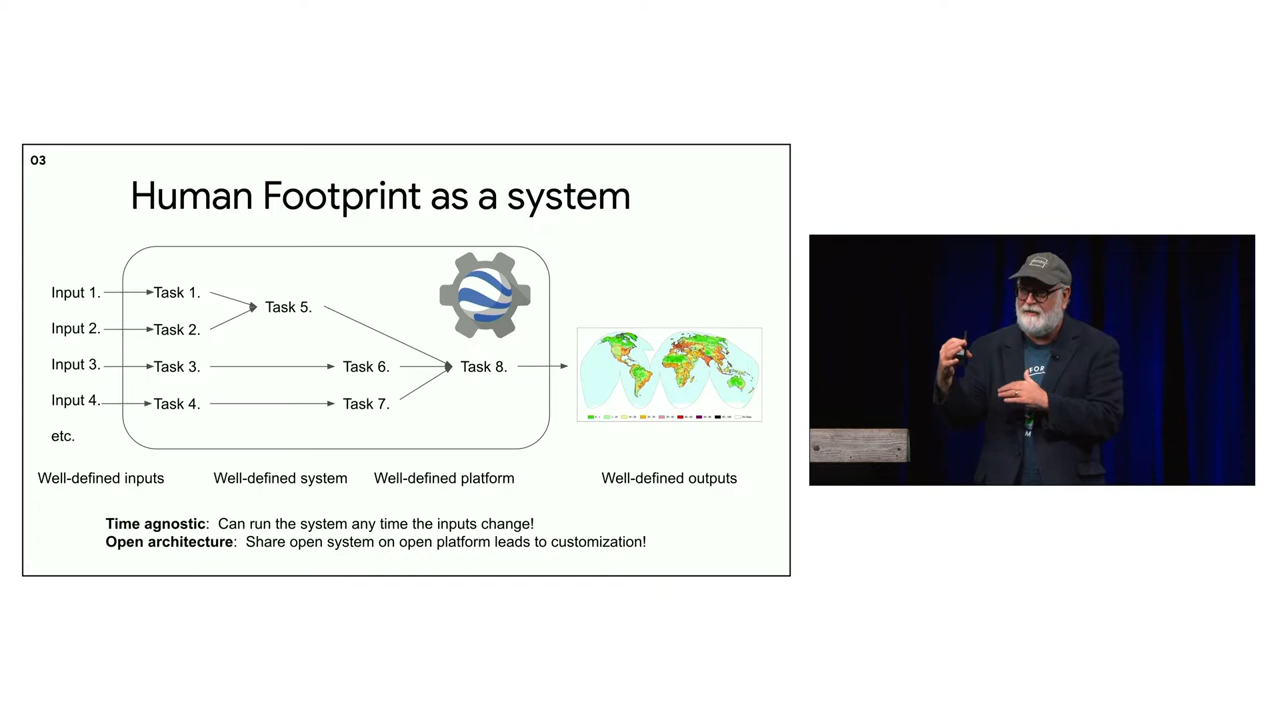 03
Human Footprint as a system
Input 1. Task 1.
Task 5.
Input 2. Task 2.
Input 3. Task 3. Task 6. Task 8.
Input 4. Task 4. Task 7.
etc.
Well-defined inputs Well-defined system Well-defined platform Well-defined outputs
Time agnostic: Can run the system any time the inputs change!
Open architecture: Share open system on open platform leads to customization!
FOR
M